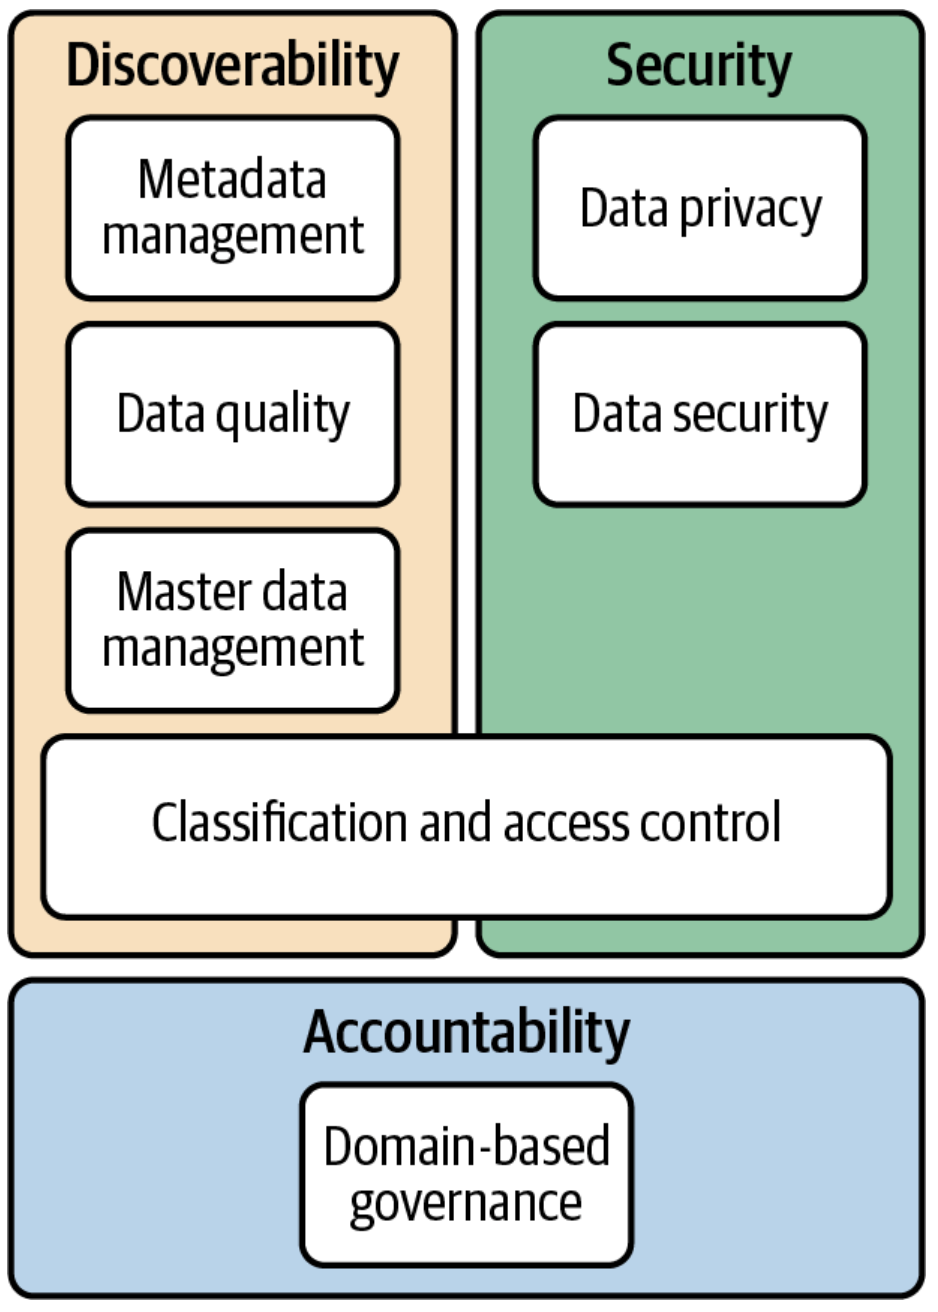 Discoverability
Metadata
management
Data quality
Master data
management
Security
Data privacy
Data security
Classification and access control
Accountability
Domain-based
governance